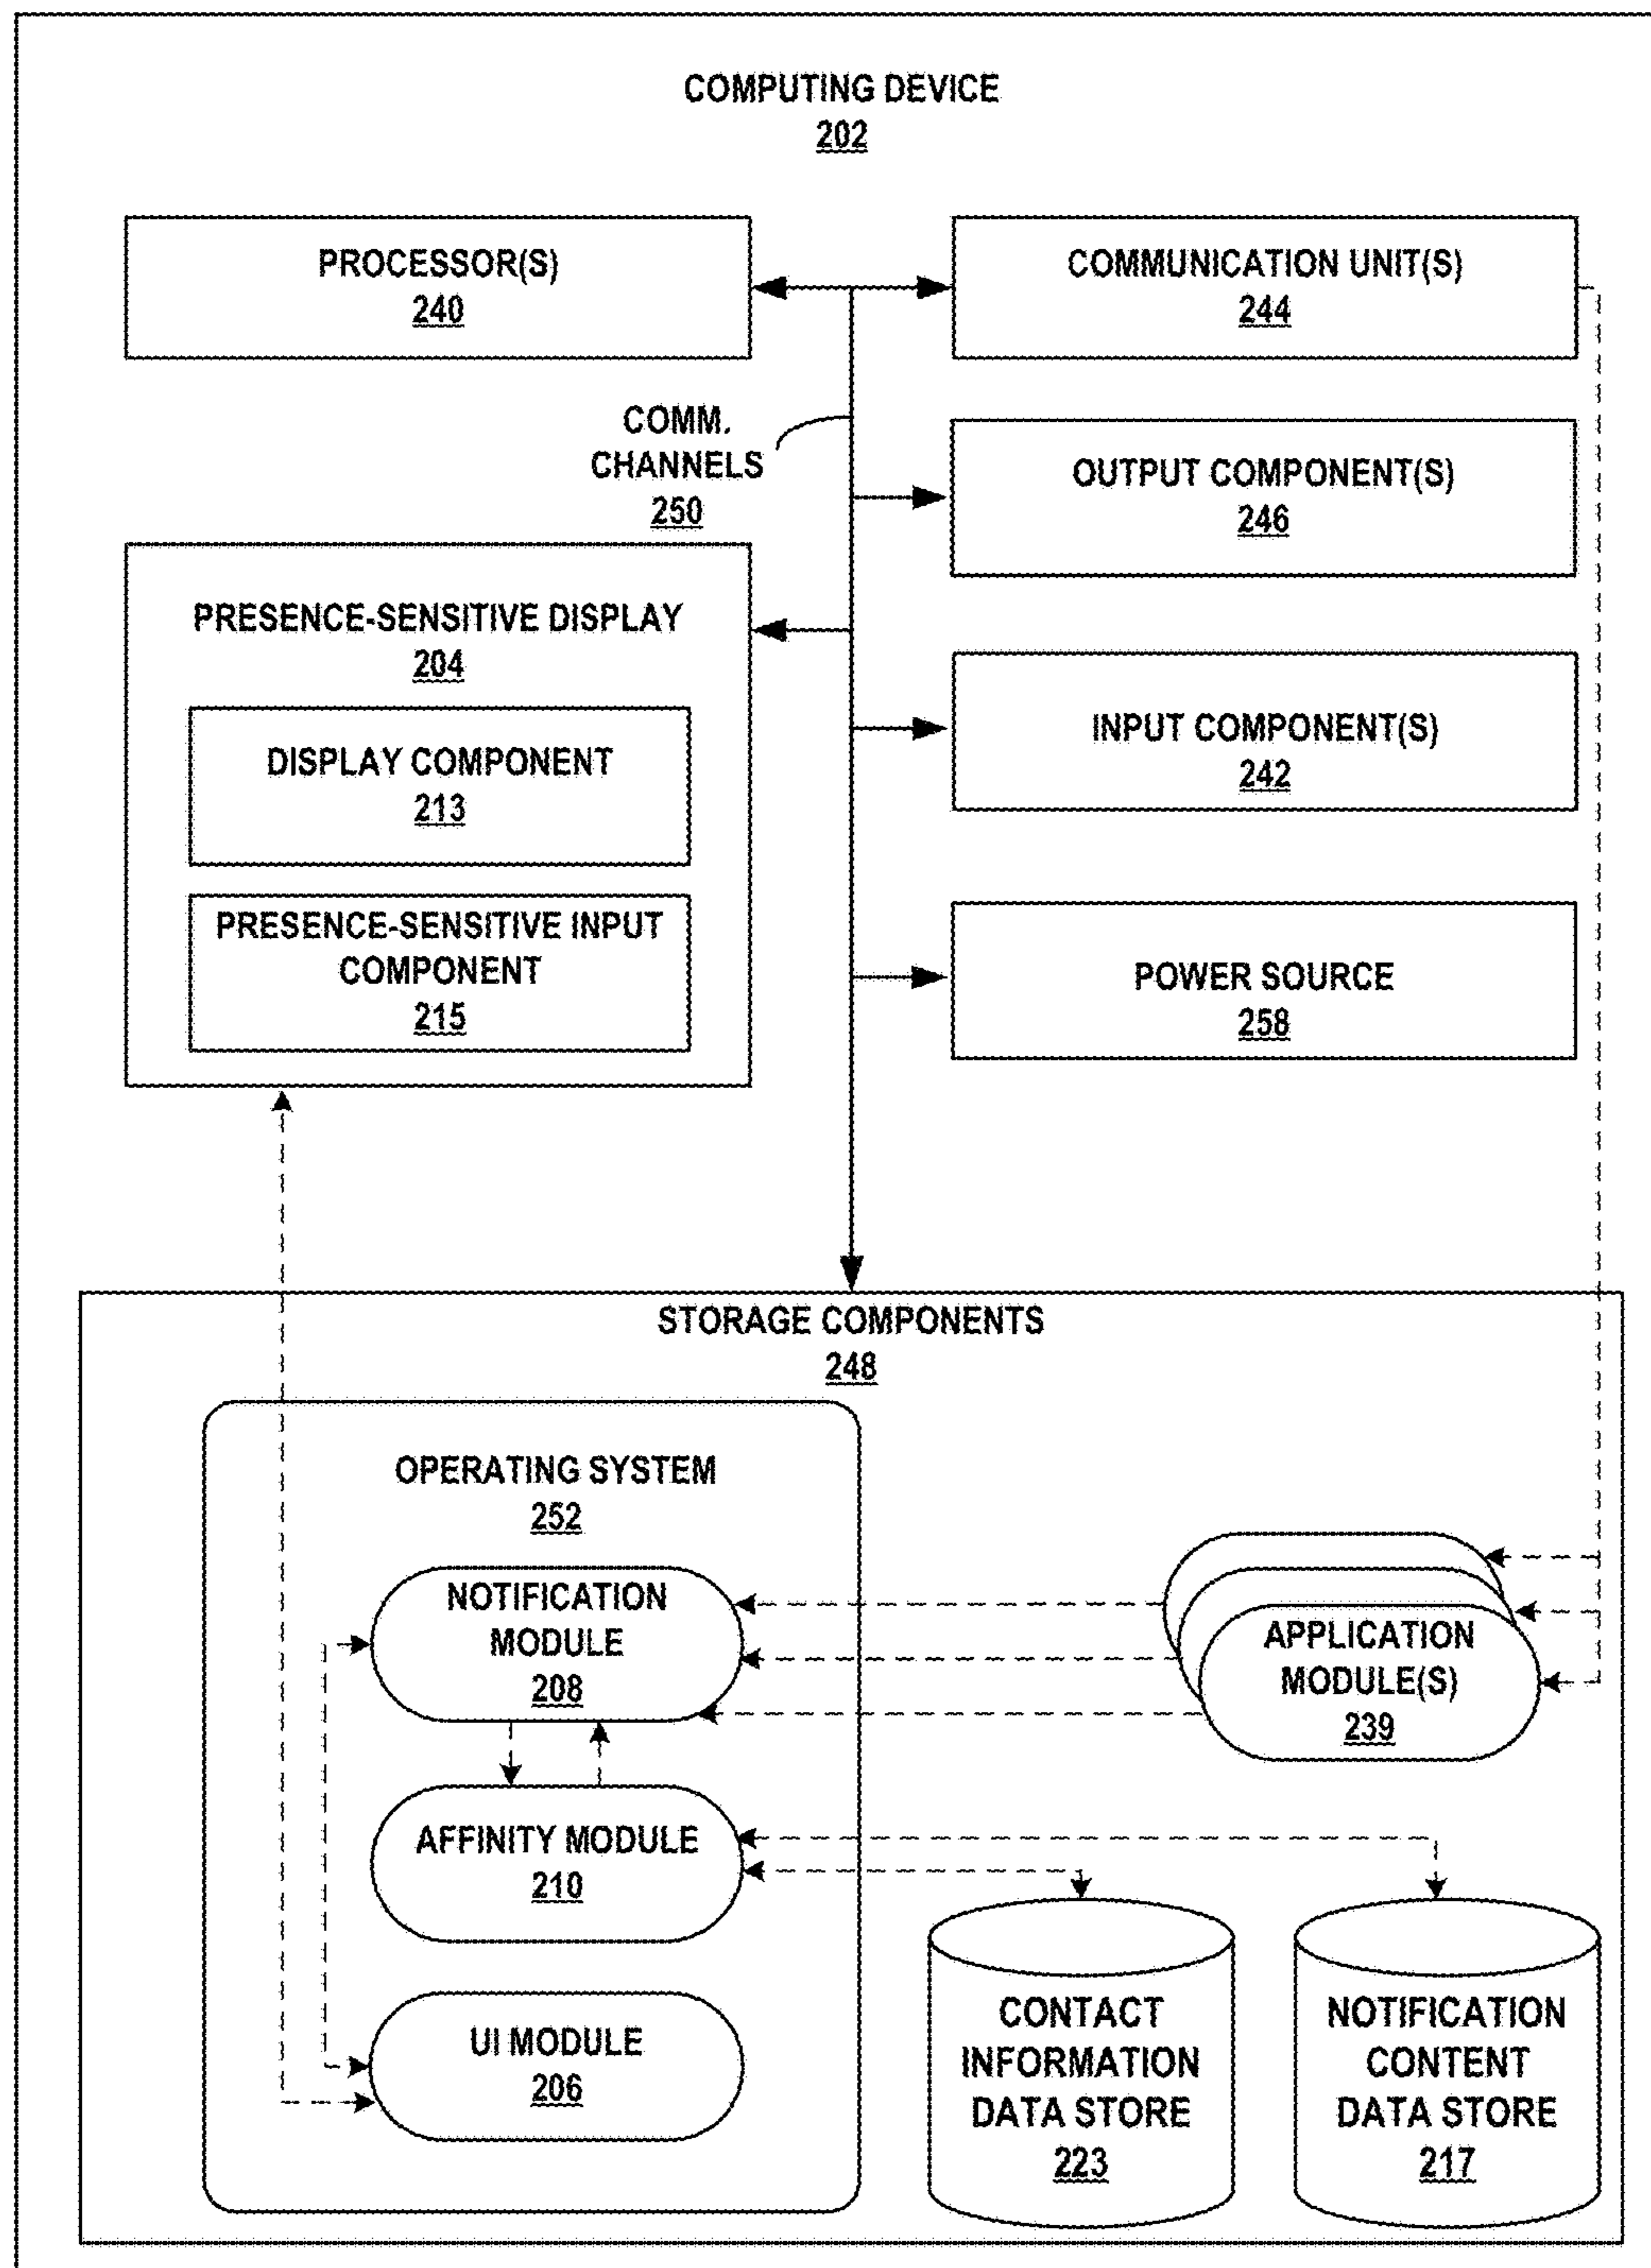 COMPUTING DEVICE
202
PROCESSOR(S)
240
COMMUNICATION UNIT(S)
244
COMM.
CHANNELS
250
OUTPUT COMPONENT(S)
246
PRESENCE-SENSITIVE DISPLAY
204
DISPLAY COMPONENT
213
PRESENCE-SENSITIVE INPUT
COMPONENT
215
INPUT COMPONENT(S)
242
POWER SOURCE
258
STORAGE COMPONENTS
248
OPERATING SYSTEM
252
NOTIFICATION
MODULE
208
APPLICATION
MODULE(S)
239
AFFINITY MODULE
210
UI MODULE
206
CONTACT
INFORMATION
DATA STORE
223
NOTIFICATION
CONTENT
DATA STORE
217